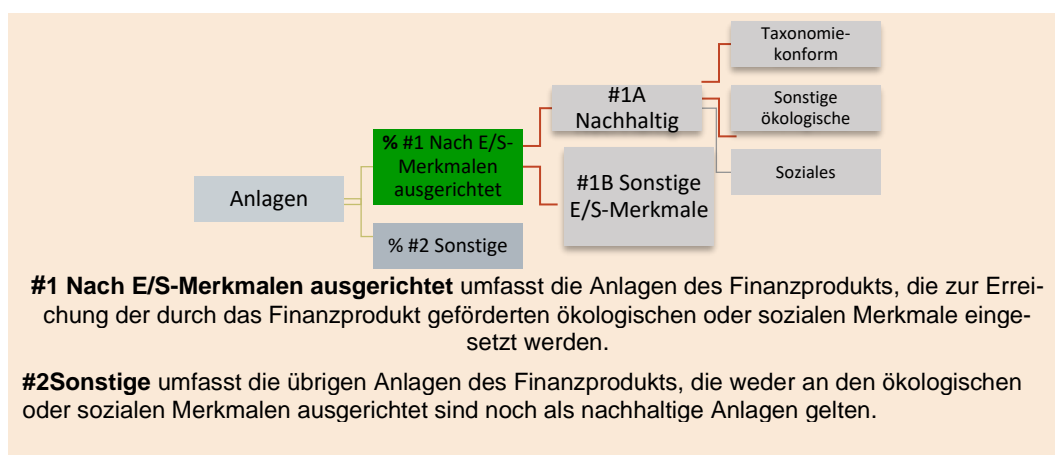 Taxonomie-
konform
#1A
Nachhaltig
Sonstige
ökologische
% #1 Nach E/S-
Merkmalen
ausgerichtet
#1B Sonstige
E/S-Merkmale
Soziales
Anlagen
% #2 Sonstige
#1 Nach E/S-Merkmalen ausgerichtet umfasst die Anlagen des Finanzprodukts, die zur Errei-
chung der durch das Finanzprodukt geförderten ökologischen oder sozialen Merkmale einge-
setzt werden.
#2Sonstige umfasst die übrigen Anlagen des Finanzprodukts, die weder an den ökologischen
oder sozialen Merkmalen ausgerichtet sind noch als nachhaltige Anlagen gelten.